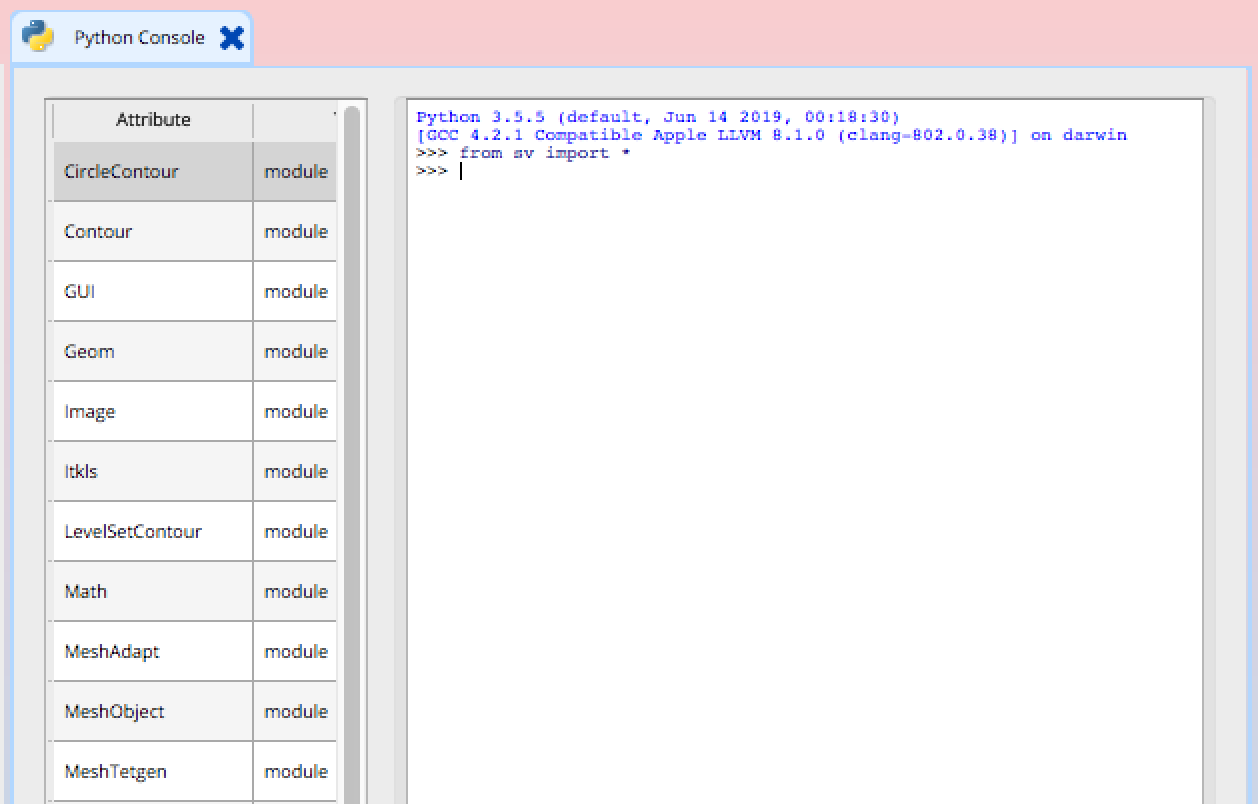 Python Console
Attribute
CircleContour module
Contour module
GUI module
Geom module
Image module
Itkls module
LevelSetContour module
Math module
MeshAdapt module
MeshObject module
MeshTetgen module
Python 3.5.5 (default, Jun 14 2019, 00:18:30)
[GCC 4.2.1 Compatible Apple LLVM 8.1.0 (clang-802.0.38)] on darwin
>>> from sv import *
>>>